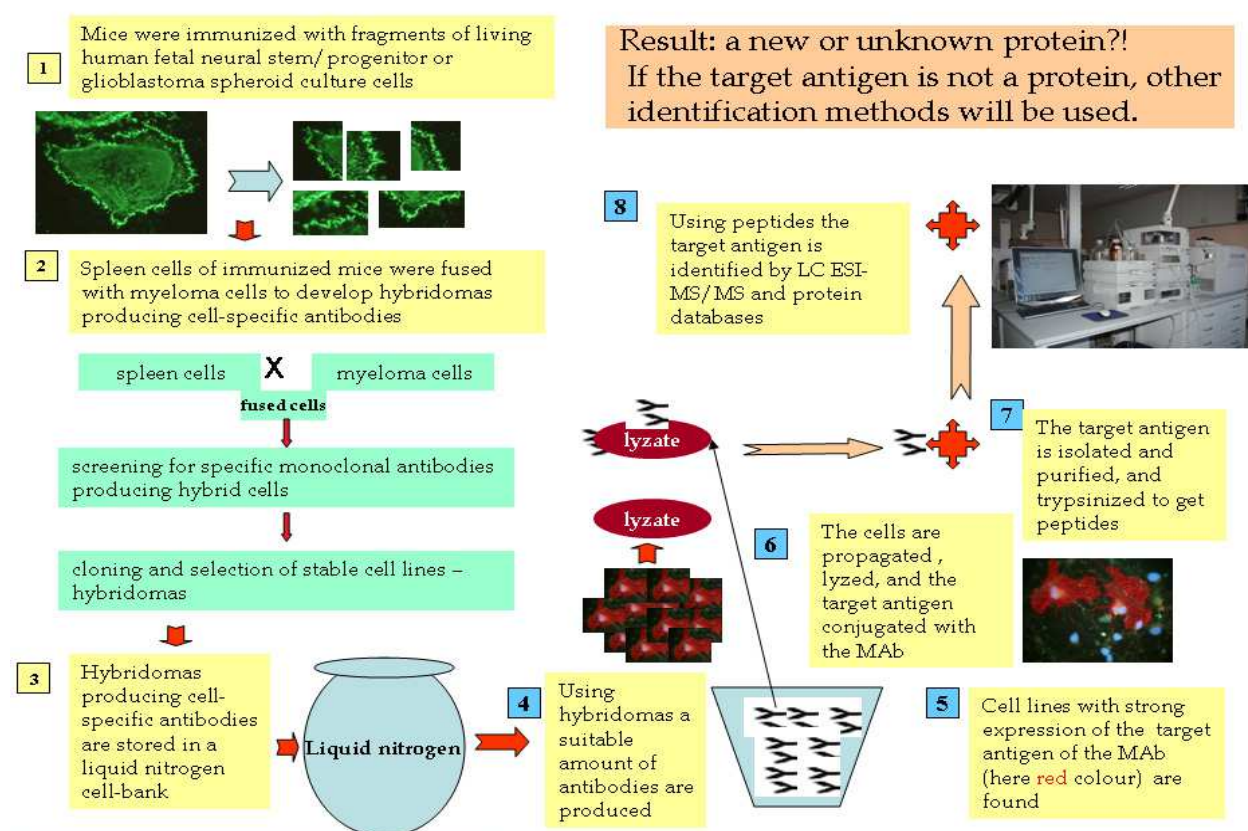 1
Mice were immunized with fragments of living
human fetal neural stem/ progenitor or
glioblastoma spheroid culture cells
2
Spleen cells of immunized mice were fused
with myeloma cells to develop hybridomas
producing cell-specific antibodies
spleen cells X myeloma cells
fused cells
screening for specific monoclonal antibodies
producing hybrid cells
cloning and selection of stable cell lines –
hybridomas
3
Hybridomas
producing cell-
specific antibodies
are stored in a
liquid nitrogen
cell-bank
Liquid nitrogen
4
Using
hybridomas a
suitable
amount of
antibodies are
produced
5
Cell lines with strong
expression of the target
antigen of the MAb
(here red colour) are
found
6
The cells are
propagated ,
lyzed, and the
target antigen
conjugated with
the MAb
lyzate
lyzate
7
The target antigen
is isolated and
purified, and
trypsinized to get
peptides
8
Using peptides the
target antigen is
identified by LC ESI-
MS/MS and protein
databases
Result: a new or unknown protein?!
If the target antigen is not a protein, other
identification methods will be used.